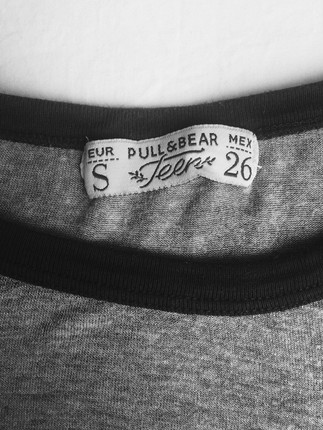 EUR PULL&BEAR MEX
S Teen 26